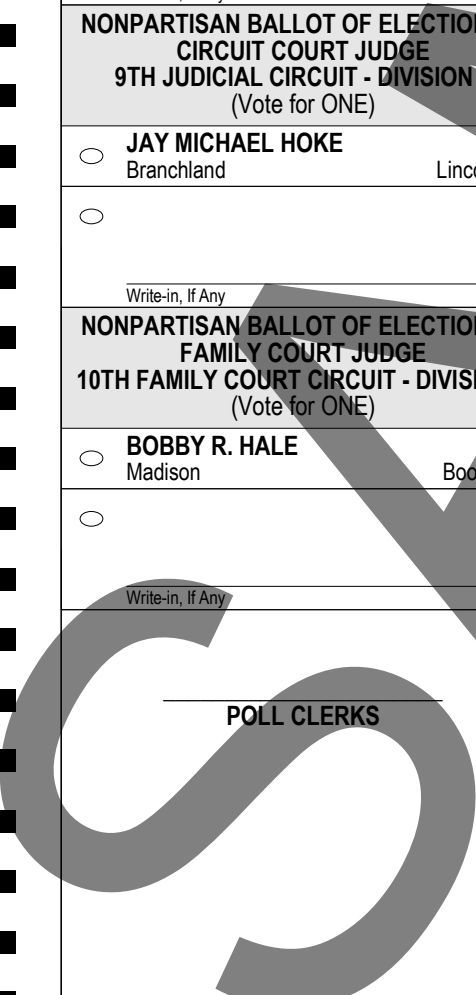 NONPARTISAN BALLOT OF ELECTION
CIRCUIT COURT JUDGE
9TH JUDICIAL CIRCUIT - DIVISION
(Vote for ONE)
JAY MICHAEL HOKE
Branchland
Write-in, If Any
NONPARTISAN BALLOT OF ELECTION
FAMILY COURT JUDGE
10TH FAMILY COURT CIRCUIT -
(Vote for ONE)
BOBBY R. HALE
Madison
Write-in, If Any
POLL CLERKS